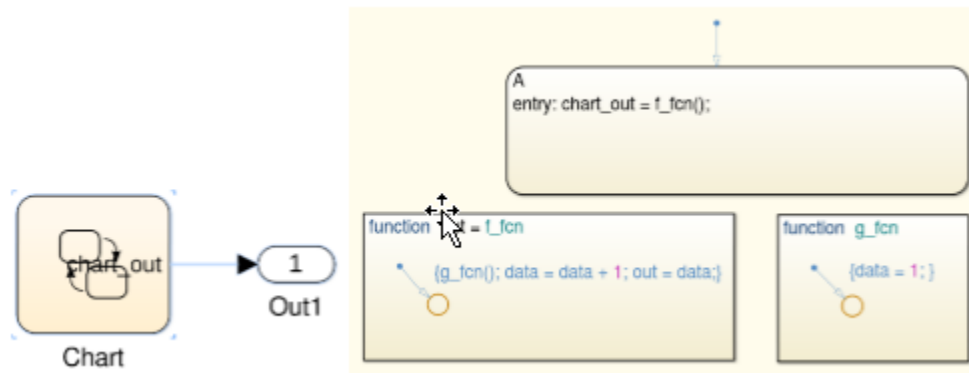 chart_out
Chart
1
Out1
A
entry: chart_out = f_fcn();
function = f_fcn
{g_fcn(); data = data + 1; out = data;}
function g_fcn
{data = 1; }